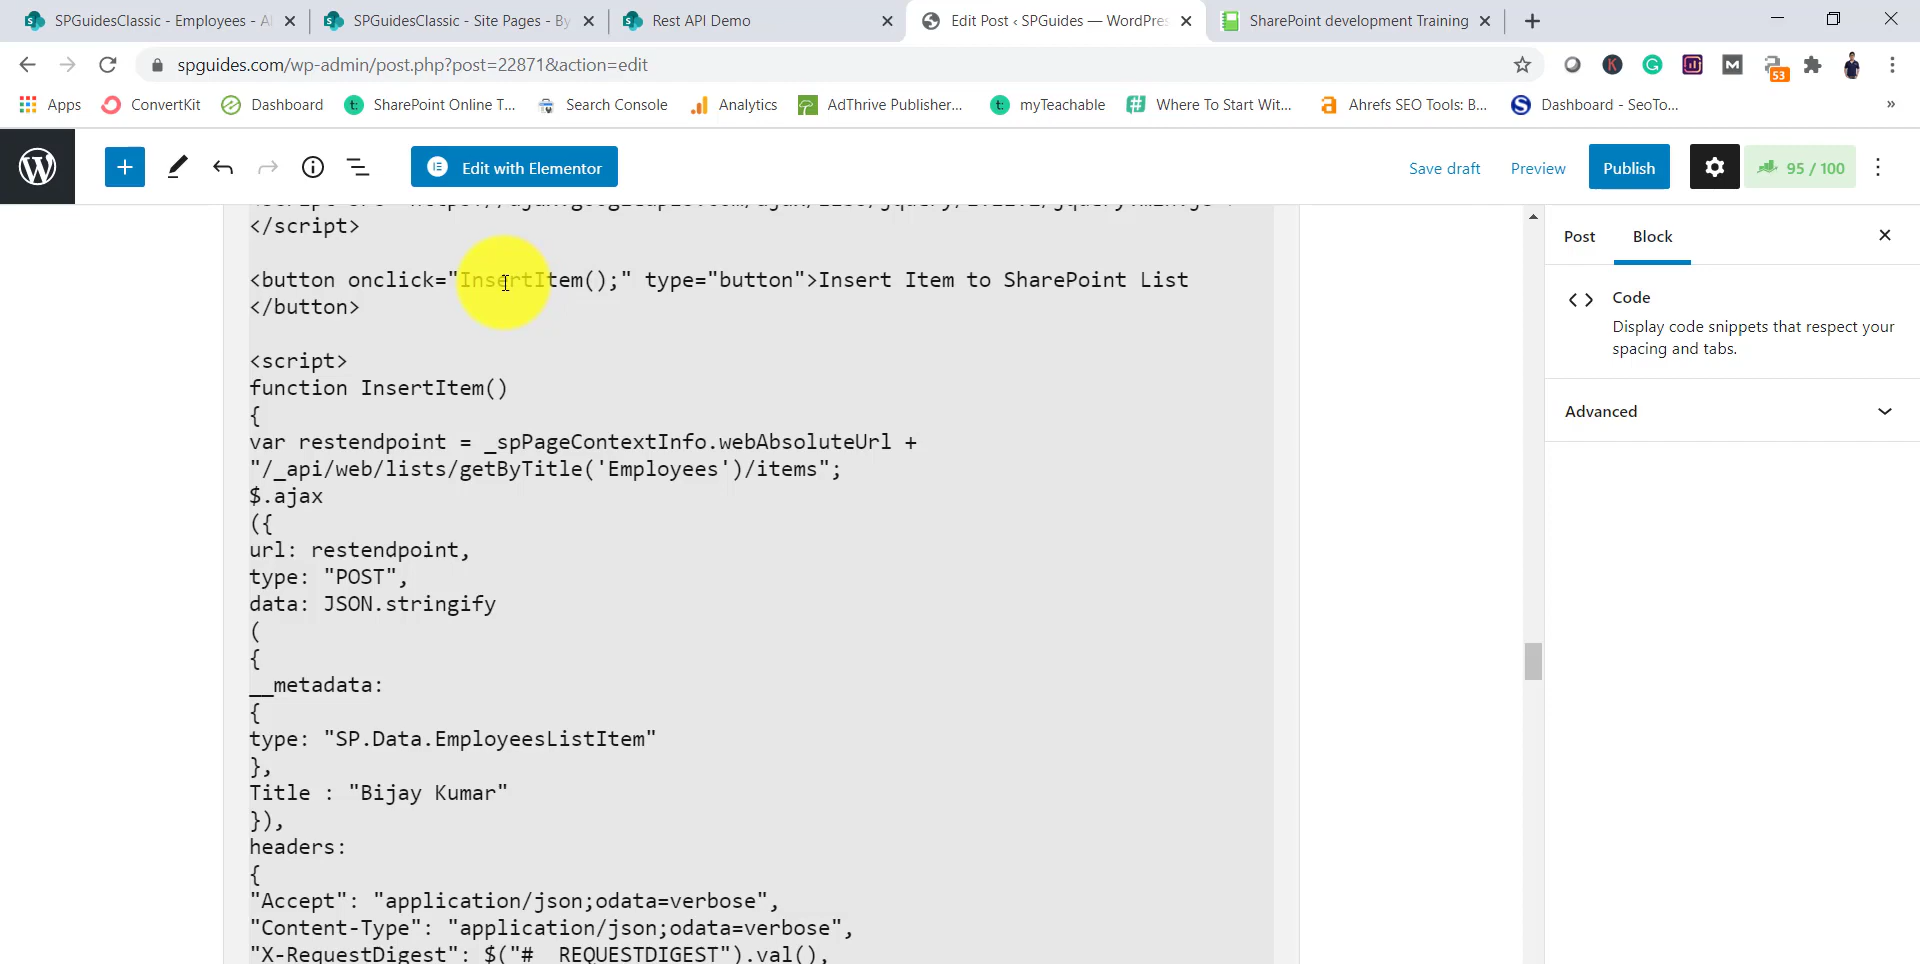 SPGuidesClassic - Employees - Al
SPGuidesClassic - Site Pages - By
Rest API Demo
Edit Post ‹ SPGuides — WordPres
SharePoint development Training
spguides.com/wp-admin/post.php?post=22871&action=edit
53
Apps
ConvertKit
Dashboard
SharePoint Online T...
Search Console
Analytics
AdThrive Publisher...
myTeachable
Where To Start Wit...
Ahrefs SEO Tools: B...
Dashboard - SeoTo...
»
Edit with Elementor
Save draft
Preview
Publish
95 / 100
</script>
<button onclick="InsertItem();" type="button">Insert Item to SharePoint List
</button>
<script>
function InsertItem()
{
var restendpoint = _spPageContextInfo.webAbsoluteUrl +
"/_api/web/lists/getByTitle('Employees')/items";
$.ajax
({
url: restendpoint,
type: "POST",
data: JSON.stringify
(
{
__metadata:
{
type: "SP.Data.EmployeesListItem"
},
Title : "Bijay Kumar"
}),
headers:
{
"Accept": "application/json;odata=verbose",
"Content-Type": "application/json;odata=verbose",
"X-RequestDigest": $("#__REQUESTDIGEST").val(),
Post
Block
Code
Display code snippets that respect your
spacing and tabs.
Advanced